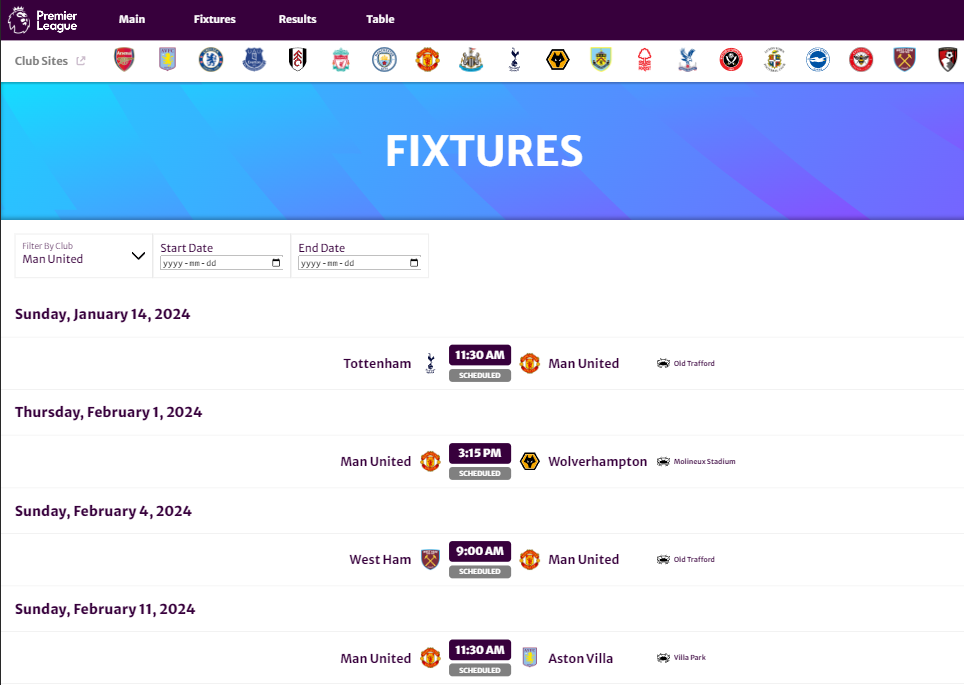 Premier League
Main Fixtures Results Table
Club Sites
FIXTURES
Filter By Club
Man United
Start Date
yyyy-mm-dd
End Date
yyyy-mm-dd
Sunday, January 14, 2024
Tottenham 11:30 AM Man United Old Trafford
SCHEDULED
Thursday, February 1, 2024
Man United 3:15 PM Wolverhampton Molineux Stadium
SCHEDULED
Sunday, February 4, 2024
West Ham 9:00 AM Man United Old Trafford
SCHEDULED
Sunday, February 11, 2024
Man United 11:30 AM Aston Villa Villa Park
SCHEDULED